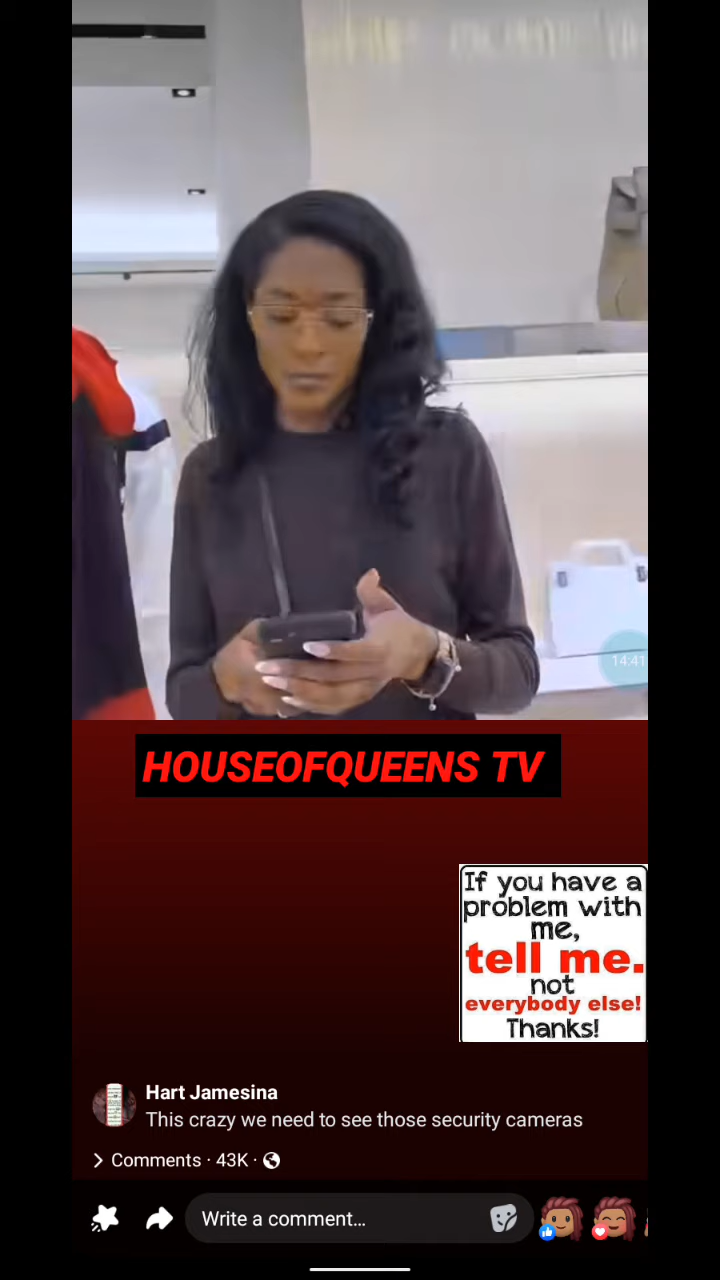 14:41
HOUSEOFQUEENS TV
If you have a
problem with
me,
tell me.
not
everybody else!
Thanks!
Hart Jamesina
This crazy we need to see those security cameras
Comments · 43K ·
Write a comment…